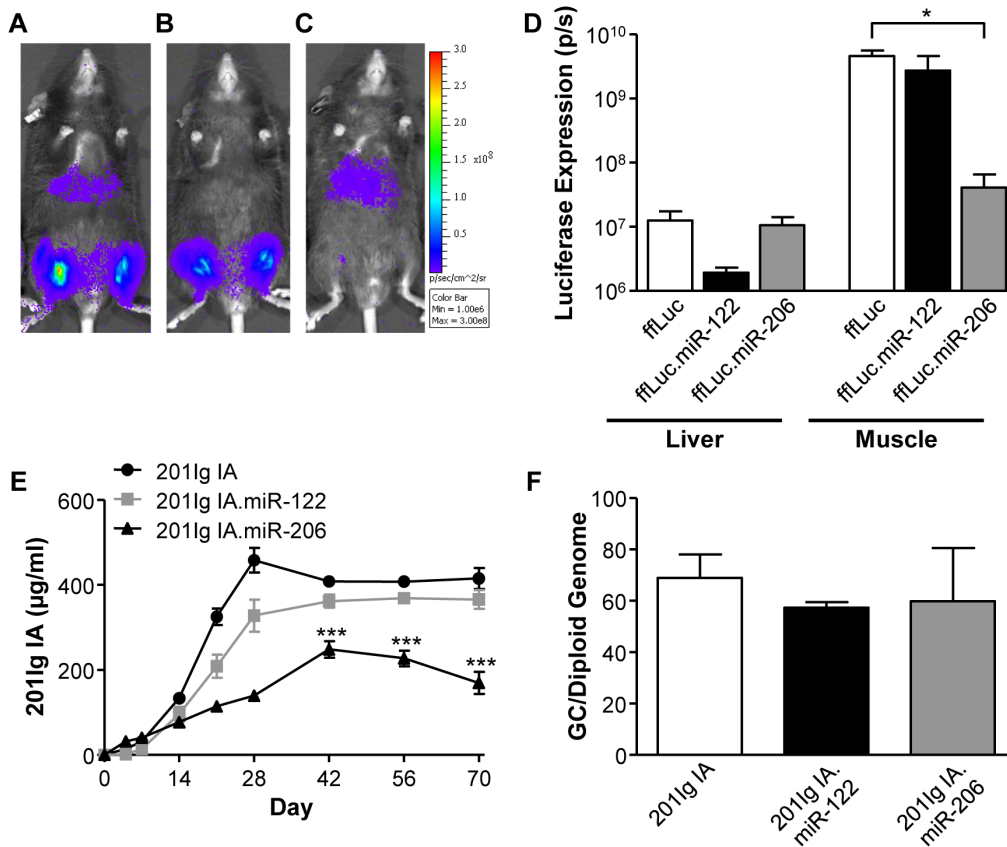 A
B
C
3.0
2.5
2.0
1.5
x10⁸
1.0
0.5
p/sec/cm^2/sr
Color Bar
Min = 1.00e6
Max = 3.00e8
D
Luciferase Expression (p/s)
10¹⁰
10⁹
10⁸
10⁷
10⁶
*
ffLuc
ffLuc.miR-122
ffLuc.miR-206
ffLuc
ffLuc.miR-122
ffLuc.miR-206
Liver
Muscle
E
201Ig IA
201Ig IA.miR-122
201Ig IA.miR-206
201Ig IA (µg/ml)
600
400
200
0
***
***
***
0
14
28
42
56
70
Day
F
GC/Diploid Genome
100
80
60
40
20
0
201Ig IA
201Ig IA.
miR-122
201Ig IA.
miR-206